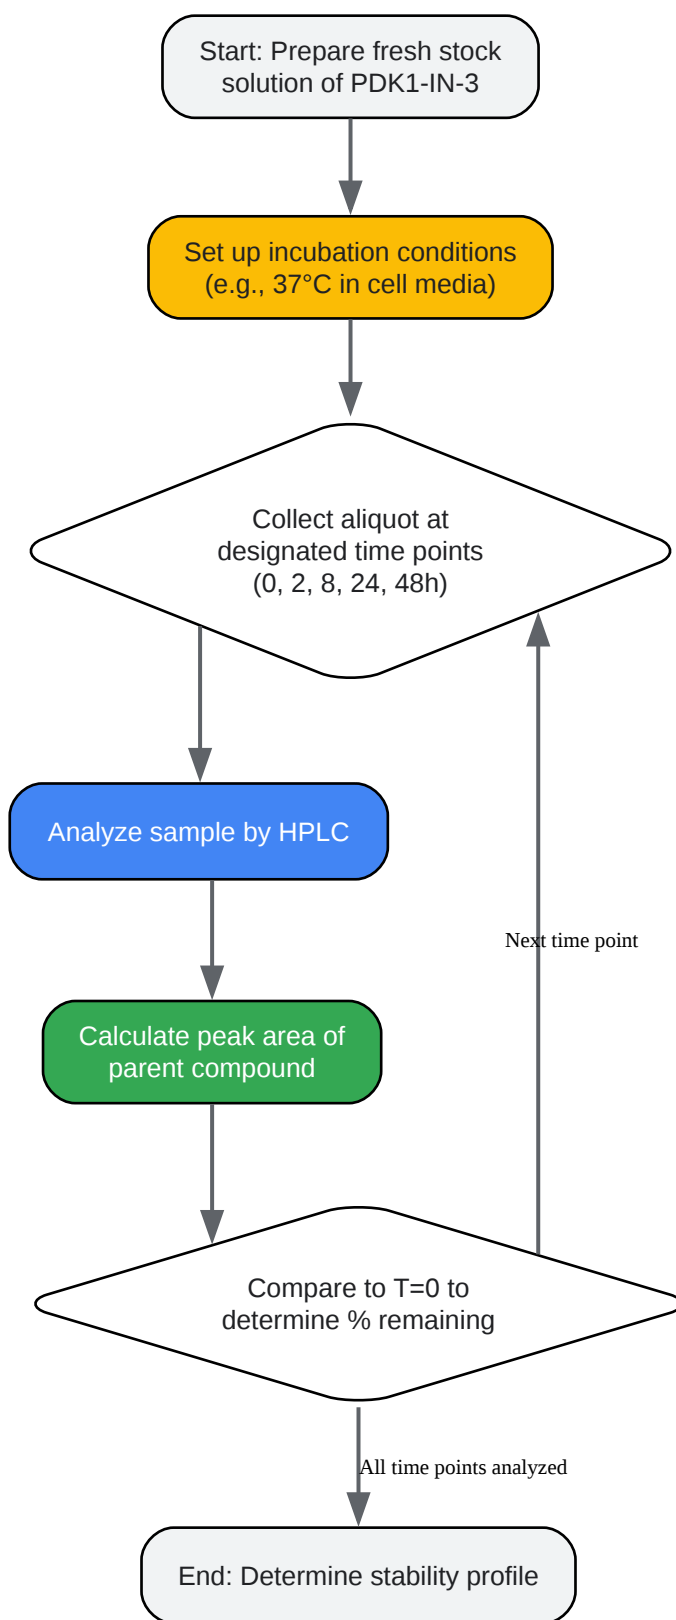 Start: Prepare fresh stock
solution of PDK1-IN-3
Set up incubation conditions
(e.g., 37°C in cell media)
Collect aliquot at
designated time points
(0, 2, 8, 24, 48h)
Analyze sample by HPLC
Next time point
Calculate peak area of
parent compound
Compare to T=0 to
determine % remaining
All time points analyzed
End: Determine stability profile